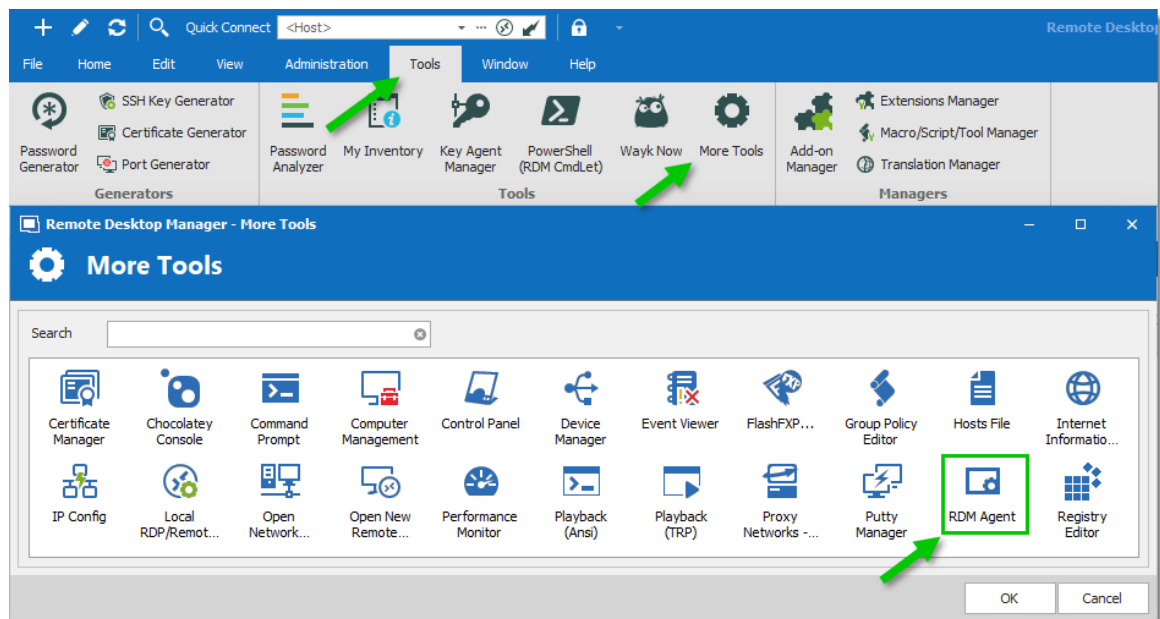 Quick Connect <Host>
Remote Deskto
File Home Edit View Administration Tools Window Help
SSH Key Generator
Certificate Generator
Port Generator
Password
Generator
Generators
Password
Analyzer
My Inventory
Key Agent
Manager
PowerShell
(RDM CmdLet)
Wayk Now
More Tools
Tools
Add-on
Manager
Extensions Manager
Macro/Script/Tool Manager
Translation Manager
Managers
Remote Desktop Manager - More Tools
More Tools
Search
Certificate
Manager
Chocolatey
Console
Command
Prompt
Computer
Management
Control Panel
Device
Manager
Event Viewer
FlashFXP...
Group Policy
Editor
Hosts File
Internet
Informatio...
IP Config
Local
RDP/Remot...
Open
Network...
Open New
Remote...
Performance
Monitor
Playback
(Ansi)
Playback
(TRP)
Proxy
Networks -...
Putty
Manager
RDM Agent
Registry
Editor
OK Cancel